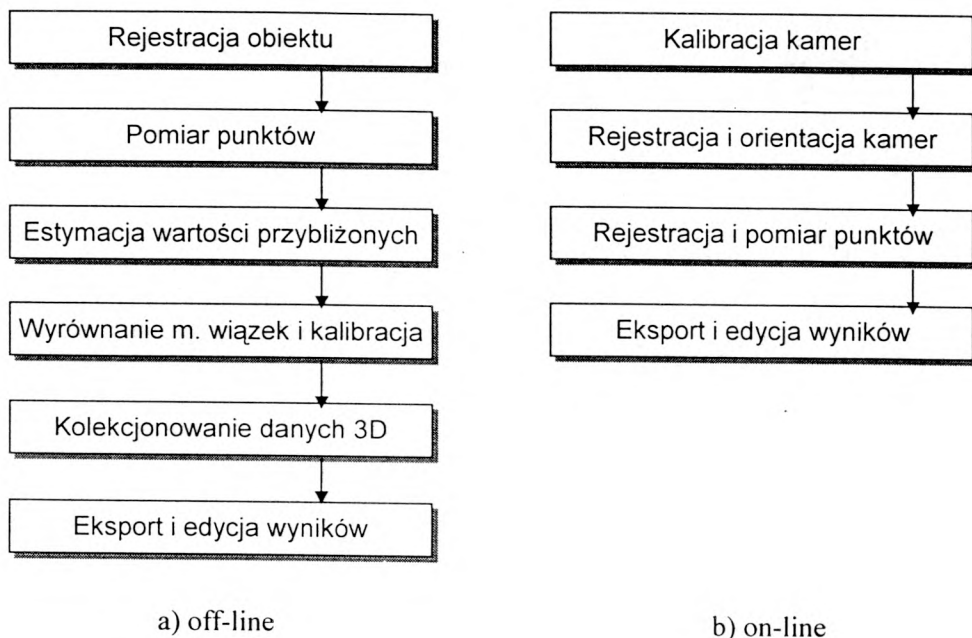 Rejestracja obiektu
Pomiar punktów
Estymacja wartości przybliżonych
Wyrównanie m. wiązek i kalibracja
Kolekcjonowanie danych 3D
Eksport i edycja wyników
a) off-line
Kalibracja kamer
Rejestracja i orientacja kamer
Rejestracja i pomiar punktów
Eksport i edycja wyników
b) on-line